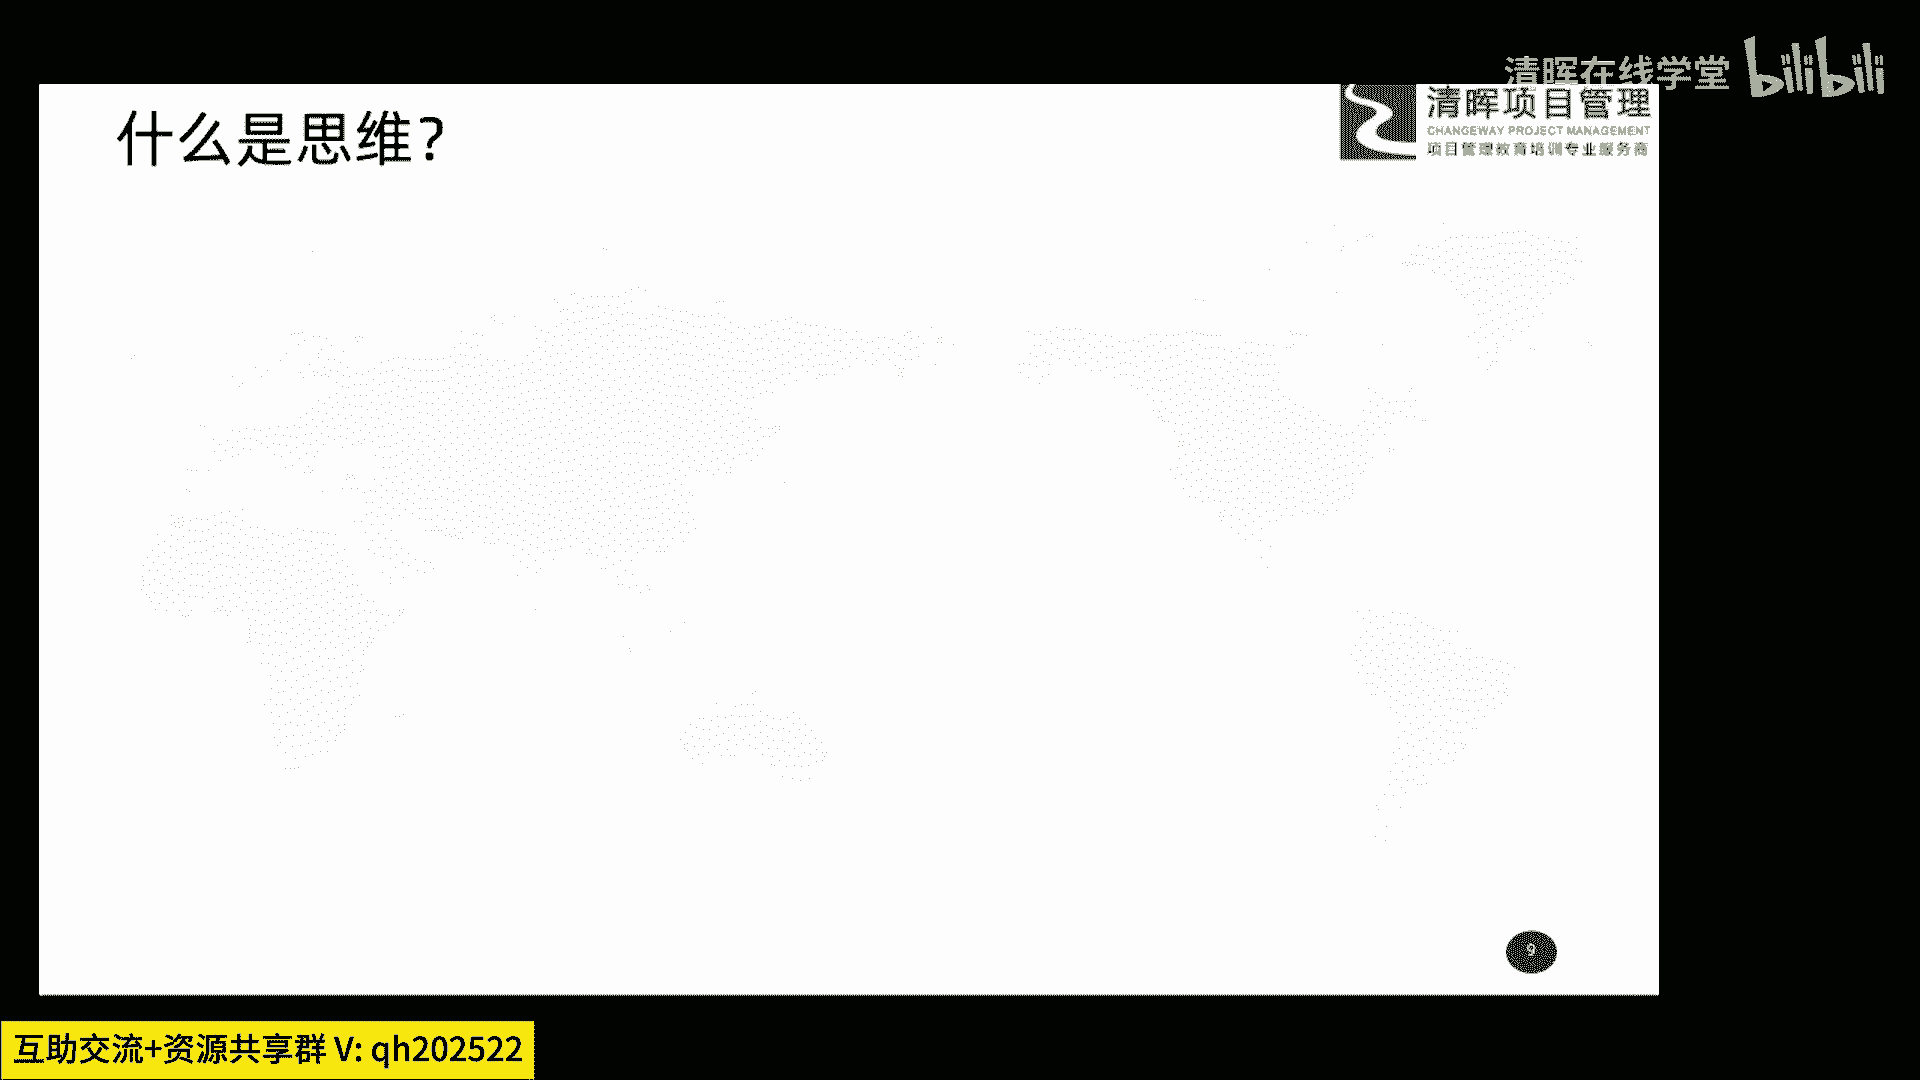 清晖在线学堂 bilibili
什么是思维?
清晖项目管理
CHANGEWAY PROJECT MANAGEMENT
项目管理教育培训专业服务商
9
互助交流+资源共享群 V: qh202522